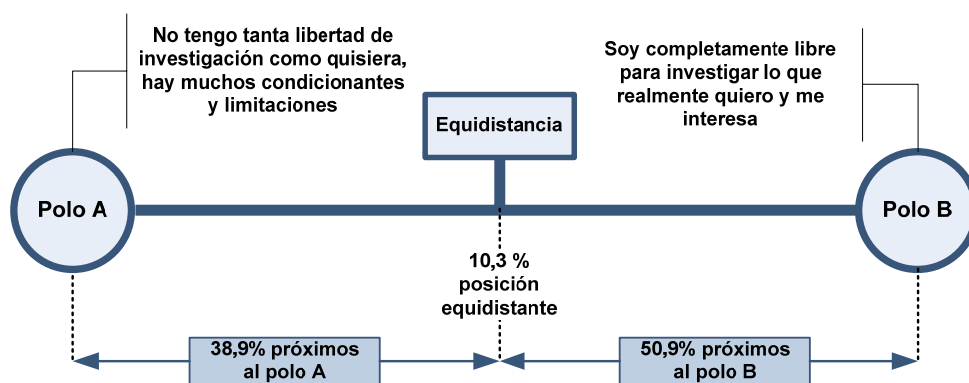 No tengo tanta libertad de
investigación como quisiera,
hay muchos condicionantes
y limitaciones
Soy completamente libre
para investigar lo que
realmente quiero y me
interesa
Equidistancia
Polo A
Polo B
10,3 %
posición
equidistante
38,9% próximos
al polo A
50,9% próximos
al polo B